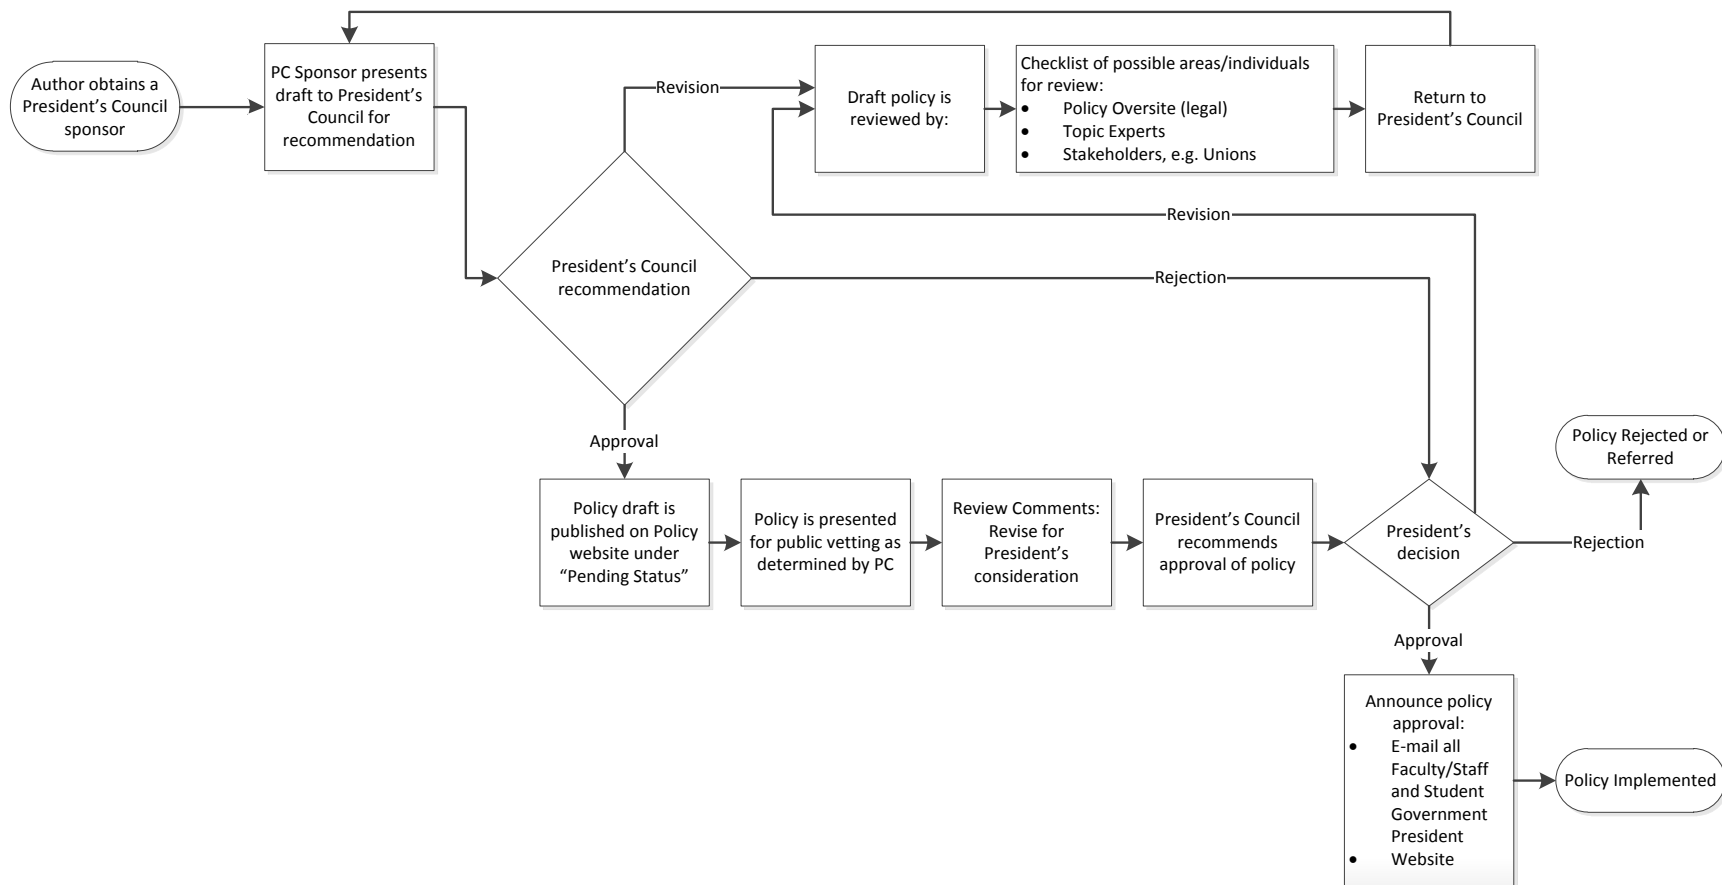 Author obtains a
President's Council
sponsor
PC Sponsor presents
draft to President's
Council for
recommendation
Revision
Draft policy is
reviewed by:
Checklist of possible areas/individuals
for review:
• Policy Oversite (legal)
• Topic Experts
• Stakeholders, e.g. Unions
Return to
President's Council
Revision
President's Council
recommendation
Rejection
Approval
Policy draft is
published on Policy
website under
“Pending Status”
Policy is presented
for public vetting as
determined by PC
Review Comments:
Revise for
President's
consideration
President's Council
recommends
approval of policy
President's
decision
Rejection
Policy Rejected or
Referred
Approval
Announce policy
approval:
• E-mail all
Faculty/Staff
and Student
Government
President
• Website
Policy Implemented